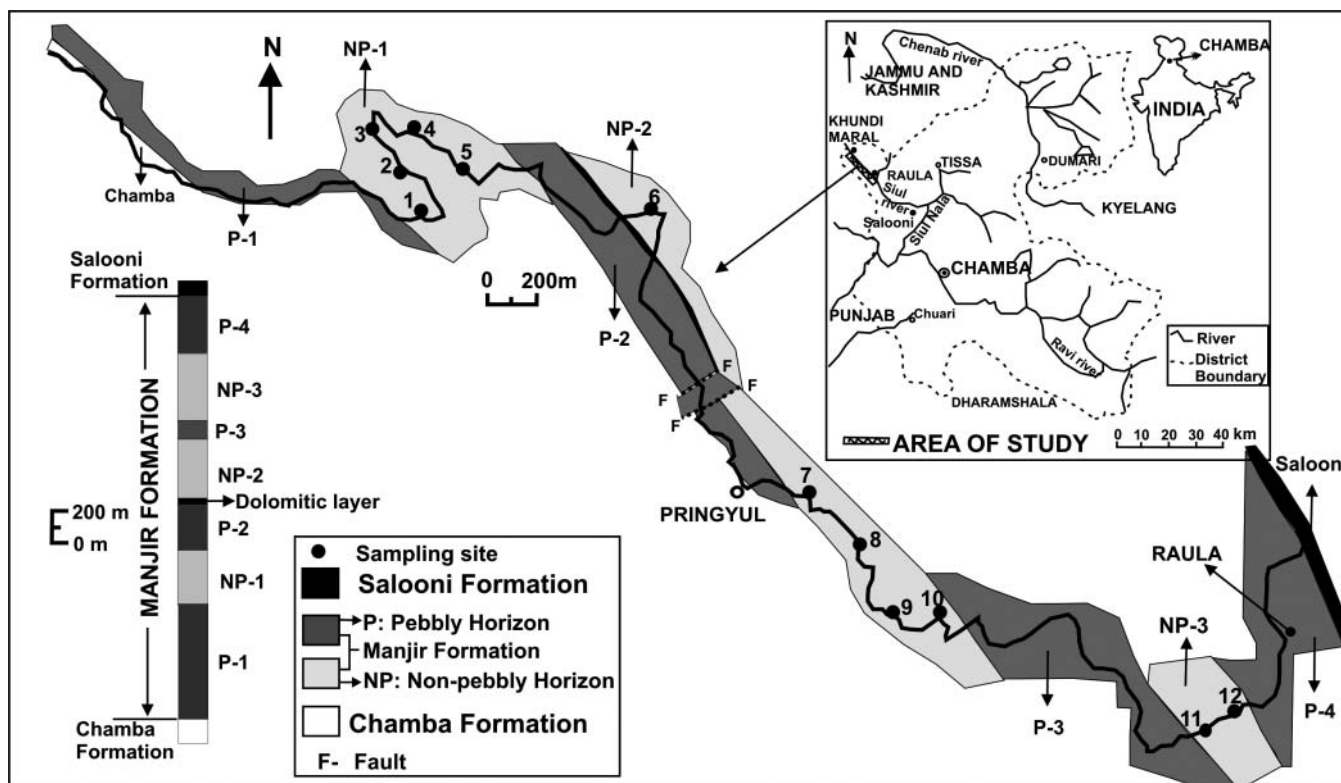 N
NP-1
3
4
2
5
1
NP-2
6
Chamba
P-1
0 200m
P-2
F
F
F
F
PRINGYUL
7
8
9
10
P-3
NP-3
11
12
RAULA
Salooni
P-4
Salooni
Formation
P-4
NP-3
P-3
NP-2
Dolomitic layer
P-2
NP-1
P-1
MANJIR FORMATION
200 m
0 m
Chamba
Formation
Sampling site
Salooni Formation
P: Pebbly Horizon
Manjir Formation
NP: Non-pebbly Horizon
Chamba Formation
F- Fault
N
Chenab river
JAMMU AND
KASHMIR
CHAMBA
INDIA
KHUNDI
MARAL
RAULA
TISSA
DUMARI
Siul
river
Salooni
Siul Nala
KYELANG
CHAMBA
PUNJAB
Chuari
Ravi river
DHARAMSHALA
River
District
Boundary
AREA OF STUDY
0 10 20 30 40 km